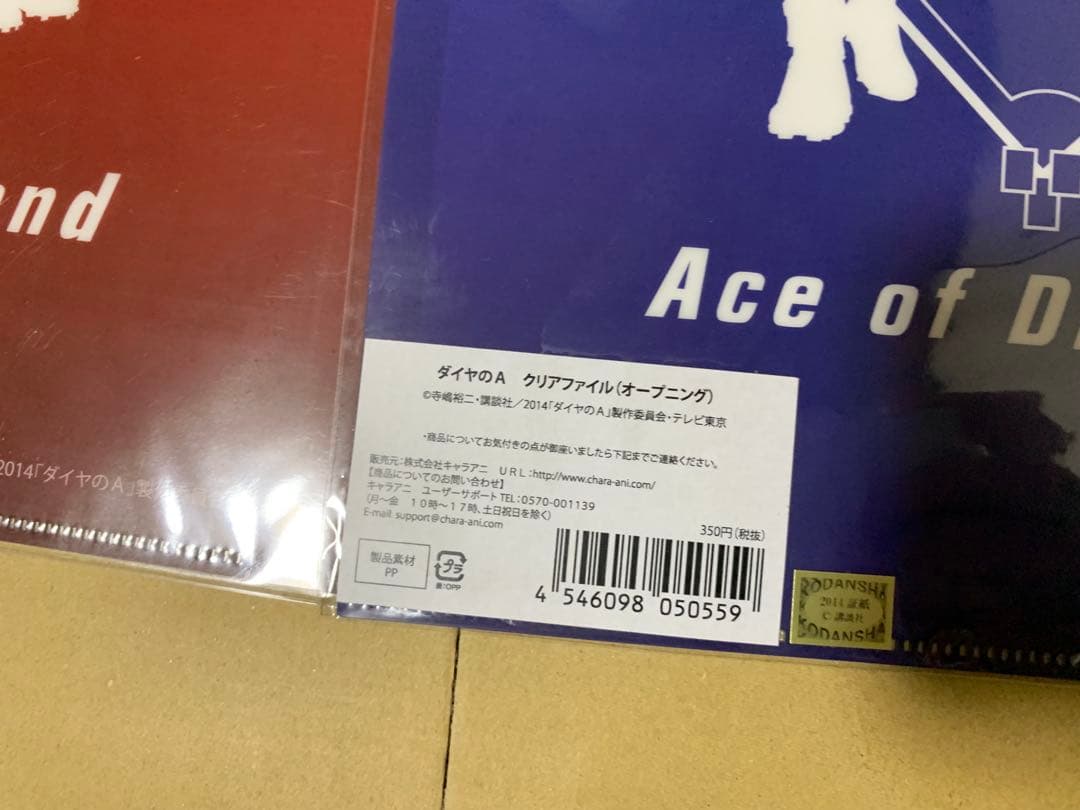 nd
Ace of D
ダイヤのA クリアファイル(オープニング)
©寺嶋裕二・講談社／2014「ダイヤのA」製作委員会・テレビ東京
・商品についてお気付きの点が御座いましたら下記までご連絡ください。
販売元：株式会社キャラアニ URL：http://www.chara-ani.com/
【商品についてのお問い合わせ】
キャラアニ ユーザーサポート TEL：0570-001139
(月～金 10時～17時、土日祝日を除く)
E-mail: support@chara-ani.com
350円(税抜)
製品素材
PP
プラ
袋：OPP
4 546098 050559
KODANSHA
2014 証紙
© 講談社
KODANSHA
2014「ダイヤのA」製